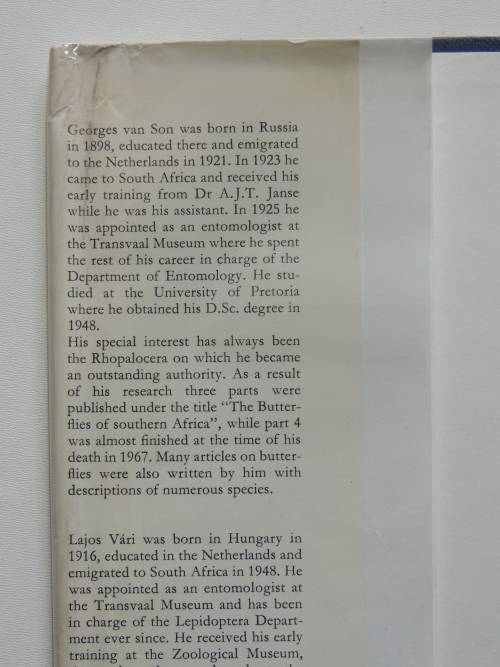 Georges van Son was born in Russia
in 1898, educated there and emigrated
to the Netherlands in 1921. In 1923 he
came to South Africa and received his
early training from Dr A.J.T. Janse
while he was his assistant. In 1925 he
was appointed as an entomologist at
the Transvaal Museum where he spent
the rest of his career in charge of the
Department of Entomology. He stu-
died at the University of Pretoria
where he obtained his D.Sc. degree in
1948.
His special interest has always been
the Rhopalocera on which he became
an outstanding authority. As a result
of his research three parts were
published under the title “The Butter-
flies of southern Africa”, while part 4
was almost finished at the time of his
death in 1967. Many articles on butter-
flies were also written by him with
descriptions of numerous species.
Lajos Vári was born in Hungary in
1916, educated in the Netherlands and
emigrated to South Africa in 1948. He
was appointed as an entomologist at
the Transvaal Museum and has been
in charge of the Lepidoptera Depart-
ment ever since. He received his early
training at the Zoological Museum,